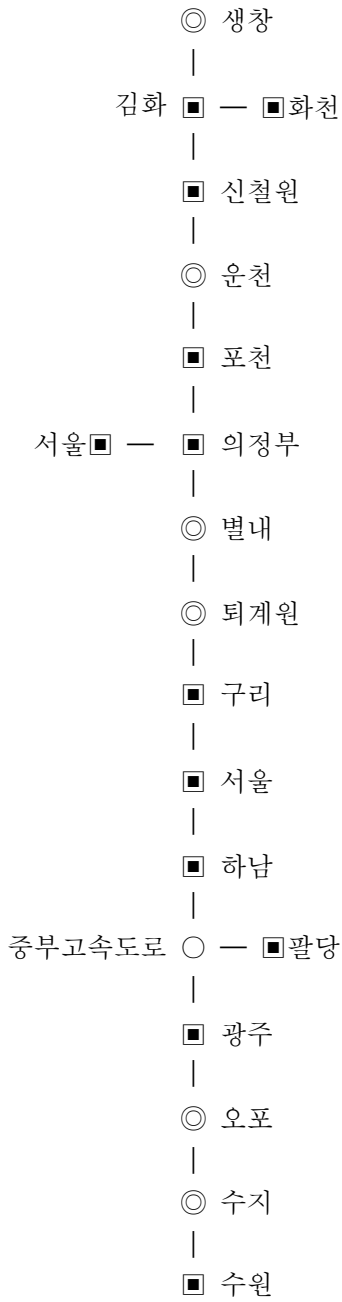 ◎ 생창
|
김화 ▣ ― ▣화천
|
▣ 신철원
|
◎ 운천
|
▣ 포천
|
서울▣ ― ▣ 의정부
|
◎ 별내
|
◎ 퇴계원
|
▣ 구리
|
▣ 서울
|
▣ 하남
|
중부고속도로 ○ ― ▣팔당
|
▣ 광주
|
◎ 오포
|
◎ 수지
|
▣ 수원